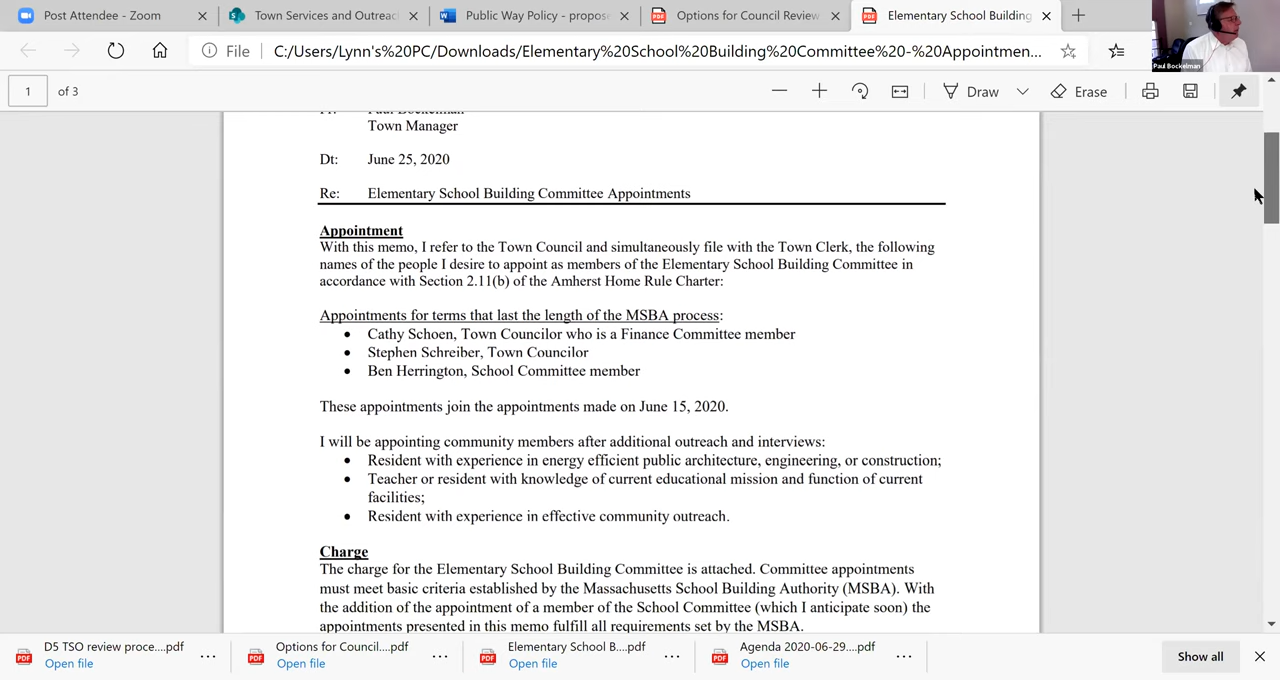 Post Attendee - Zoom
Town Services and Outreac
Public Way Policy - propose
Options for Council Review
Elementary School Building
File
C:/Users/Lynn's%20PC/Downloads/Elementary%20School%20Building%20Committee%20-%20Appointmen...
Paul Bockelman
1 of 3
Draw
Erase
Paul Bockelman
Town Manager
Dt: June 25, 2020
Re: Elementary School Building Committee Appointments
Appointment
With this memo, I refer to the Town Council and simultaneously file with the Town Clerk, the following
names of the people I desire to appoint as members of the Elementary School Building Committee in
accordance with Section 2.11(b) of the Amherst Home Rule Charter:
Appointments for terms that last the length of the MSBA process:
• Cathy Schoen, Town Councilor who is a Finance Committee member
• Stephen Schreiber, Town Councilor
• Ben Herrington, School Committee member
These appointments join the appointments made on June 15, 2020.
I will be appointing community members after additional outreach and interviews:
• Resident with experience in energy efficient public architecture, engineering, or construction;
• Teacher or resident with knowledge of current educational mission and function of current
facilities;
• Resident with experience in effective community outreach.
Charge
The charge for the Elementary School Building Committee is attached. Committee appointments
must meet basic criteria established by the Massachusetts School Building Authority (MSBA). With
the addition of the appointment of a member of the School Committee (which I anticipate soon) the
appointments presented in this memo fulfill all requirements set by the MSBA.
D5 TSO review proce....pdf
Open file
Options for Council....pdf
Open file
Elementary School B....pdf
Open file
Agenda 2020-06-29....pdf
Open file
Show all